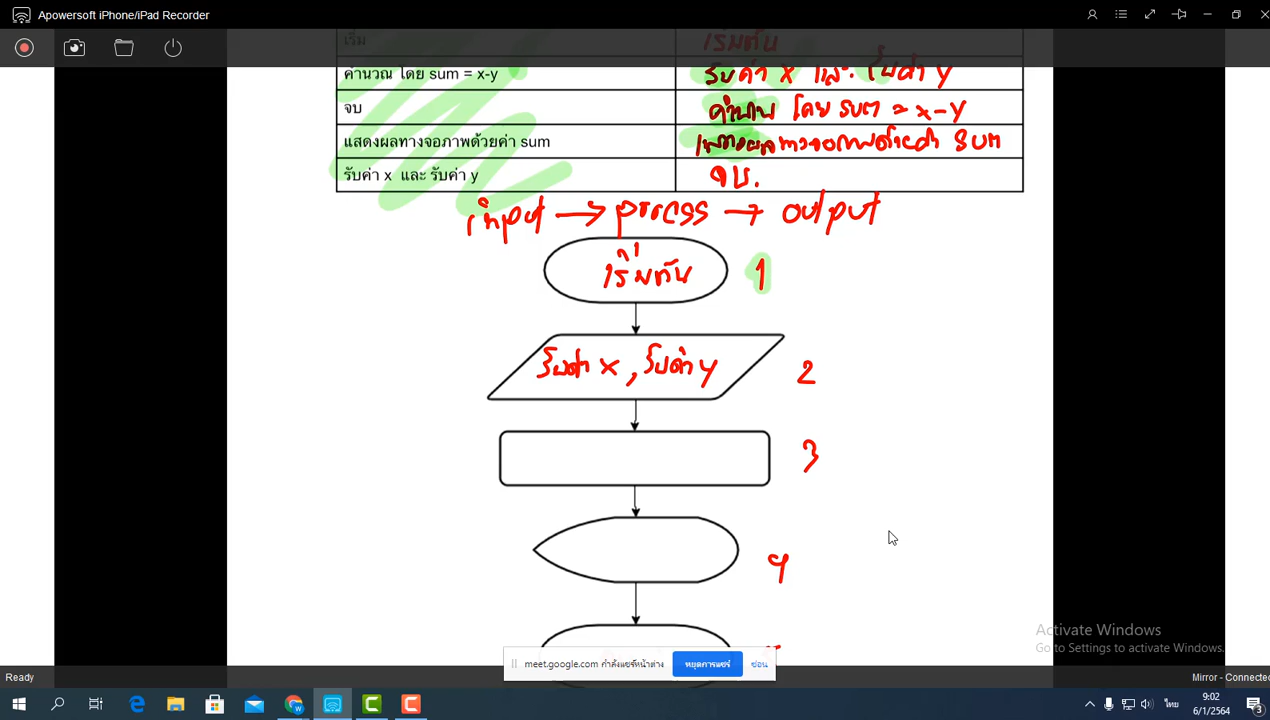 Apowersoft iPhone/iPad Recorder
เริ่ม เริ่มต้น
คำนวณ โดย sum = x-y รับค่า x และ รับค่า y
จบ คำนวณ โดย sum = x-y
แสดงผลทางจอภาพด้วยค่า sum แสดงผลทางจอภาพด้วยค่า sum
รับค่า x และ รับค่า y จบ.
input → process → output
เริ่มต้น 1
รับค่า x , รับค่า y 2
3
4
Activate Windows
Go to Settings to activate Windows.
meet.google.com กำลังแชร์หน้าต่าง หยุดการแชร์ ซ่อน
Ready Mirror - Connecte
ไทย 9:02
6/1/2564
3